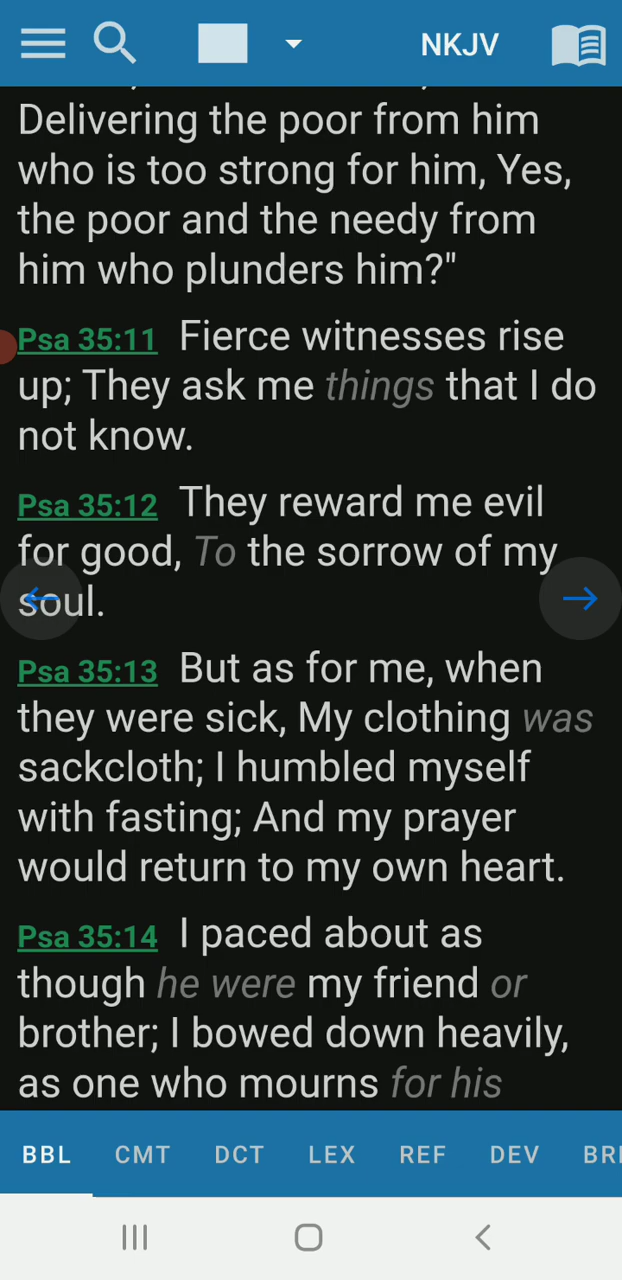 NKJV
Delivering the poor from him
who is too strong for him, Yes,
the poor and the needy from
him who plunders him?"
Psa 35:11 Fierce witnesses rise
up; They ask me things that I do
not know.
Psa 35:12 They reward me evil
for good, To the sorrow of my
soul.
Psa 35:13 But as for me, when
they were sick, My clothing was
sackcloth; I humbled myself
with fasting; And my prayer
would return to my own heart.
Psa 35:14 I paced about as
though he were my friend or
brother; I bowed down heavily,
as one who mourns for his
BBL CMT DCT LEX REF DEV